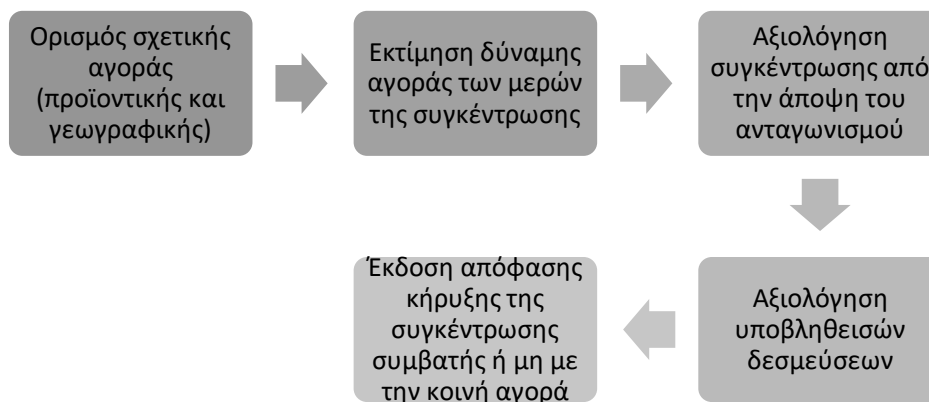 Ορισμός σχετικής
αγοράς
(προϊοντικής και
γεωγραφικής)
Εκτίμηση δύναμης
αγοράς των μερών
της συγκέντρωσης
Αξιολόγηση
συγκέντρωσης από
την άποψη του
ανταγωνισμού
Αξιολόγηση
υποβληθεισών
δεσμεύσεων
Έκδοση απόφασης
κήρυξης της
συγκέντρωσης
συμβατής ή μη με
την κοινή αγορά